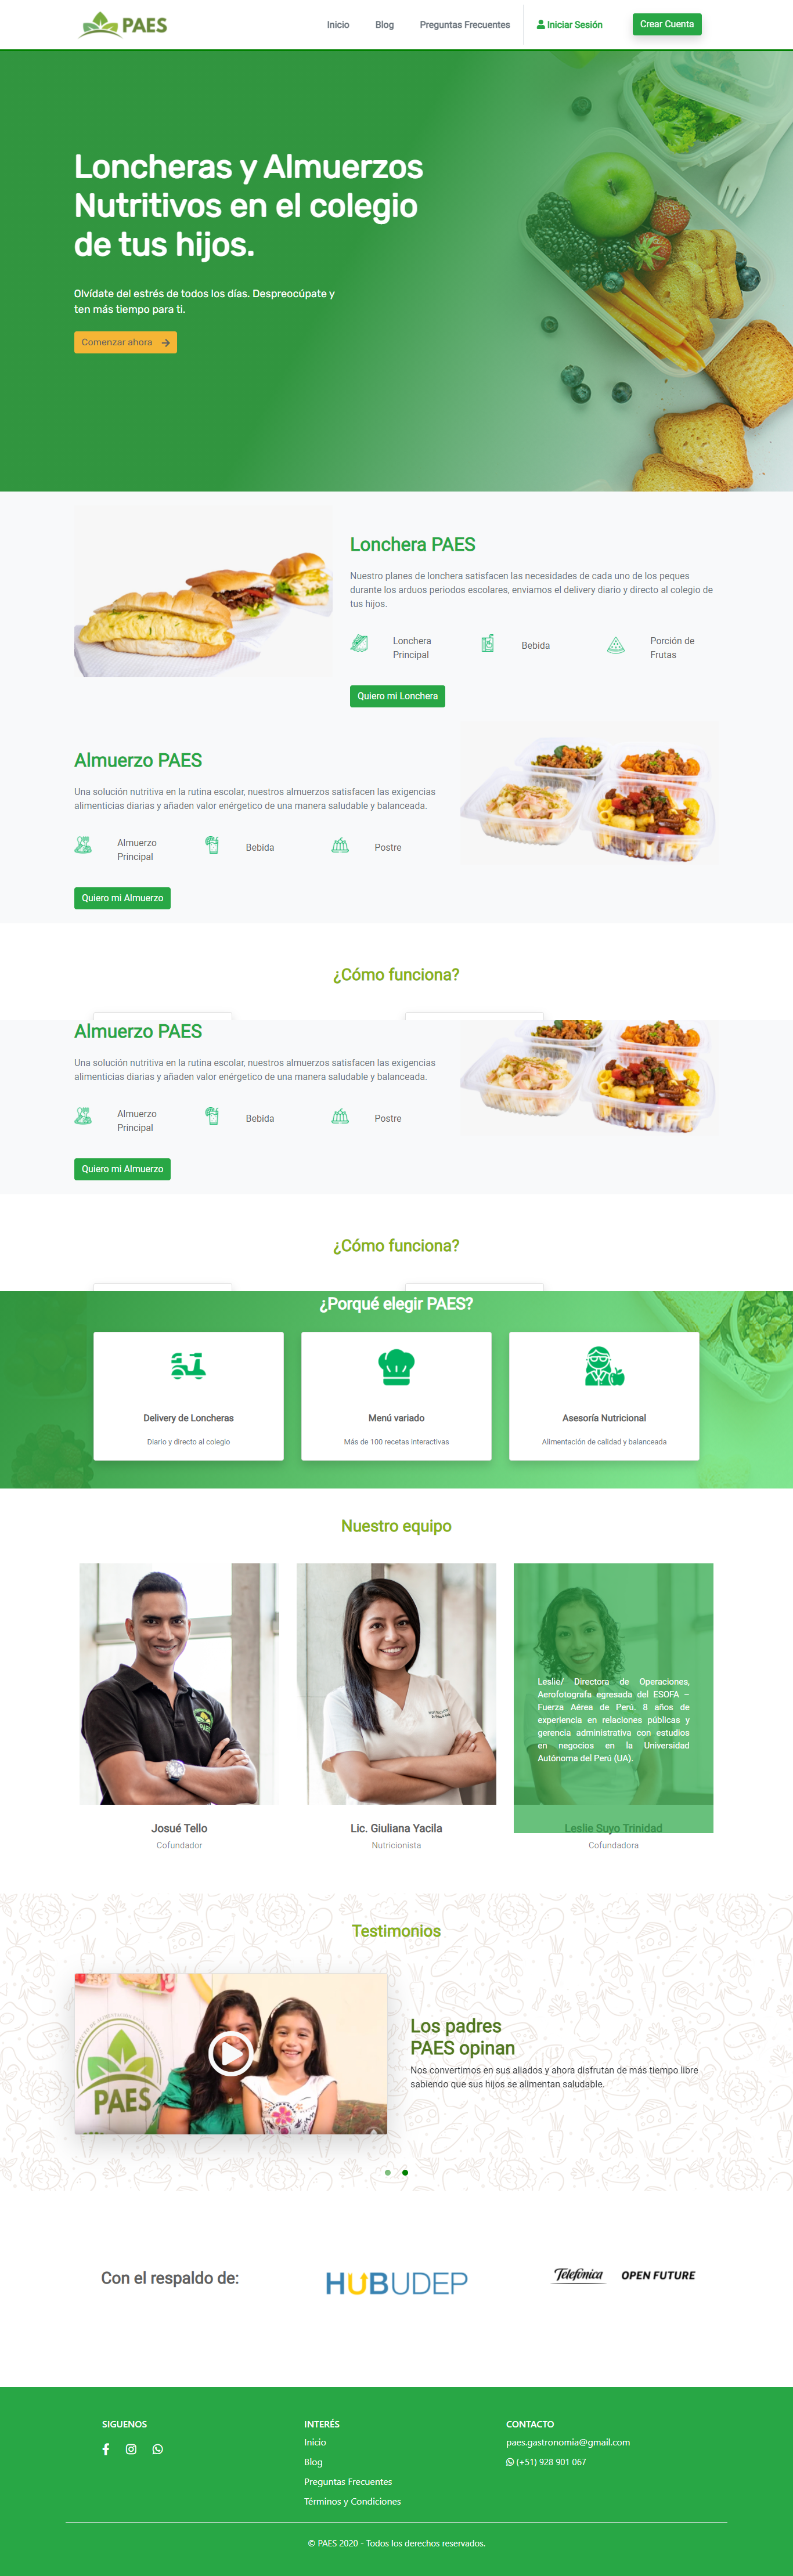 PAES
Inicio
Blog
Preguntas Frecuentes
Iniciar Sesión
Crear Cuenta
Loncheras y Almuerzos
Nutritivos en el colegio
de tus hijos.
Olvídate del estrés de todos los días. Despreocúpate y
ten más tiempo para ti.
Comenzar ahora
Lonchera PAES
Nuestro planes de lonchera satisfacen las necesidades de cada uno de los peques
durante los arduos periodos escolares, enviamos el delivery diario y directo al colegio de
tus hijos.
Lonchera
Principal
Bebida
Porción de
Frutas
Quiero mi Lonchera
Almuerzo PAES
Una solución nutritiva en la rutina escolar, nuestros almuerzos satisfacen las exigencias
alimenticias diarias y añaden valor enérgetico de una manera saludable y balanceada.
Almuerzo
Principal
Bebida
Postre
Quiero mi Almuerzo
¿Cómo funciona?
Almuerzo PAES
Una solución nutritiva en la rutina escolar, nuestros almuerzos satisfacen las exigencias
alimenticias diarias y añaden valor enérgetico de una manera saludable y balanceada.
Almuerzo
Principal
Bebida
Postre
Quiero mi Almuerzo
¿Cómo funciona?
¿Porqué elegir PAES?
Delivery de Loncheras
Diario y directo al colegio
Menú variado
Más de 100 recetas interactivas
Asesoría Nutricional
Alimentación de calidad y balanceada
Nuestro equipo
Leslie/ Directora de Operaciones,
Aerofotografa egresada del ESOFA –
Fuerza Aérea de Perú. 8 años de
experiencia en relaciones públicas y
gerencia administrativa con estudios
en negocios en la Universidad
Autónoma del Perú (UA).
Josué Tello
Cofundador
Lic. Giuliana Yacila
Nutricionista
Leslie Suyo Trinidad
Cofundadora
Testimonios
PAES
Los padres
PAES opinan
Nos convertimos en sus aliados y ahora disfrutan de más tiempo libre
sabiendo que sus hijos se alimentan saludable.
Con el respaldo de:
HUBUDEP
Telefónica
OPEN FUTURE
SIGUENOS
INTERÉS
Inicio
Blog
Preguntas Frecuentes
Términos y Condiciones
CONTACTO
paes.gastronomia@gmail.com
(+51) 928 901 067
© PAES 2020 - Todos los derechos reservados.